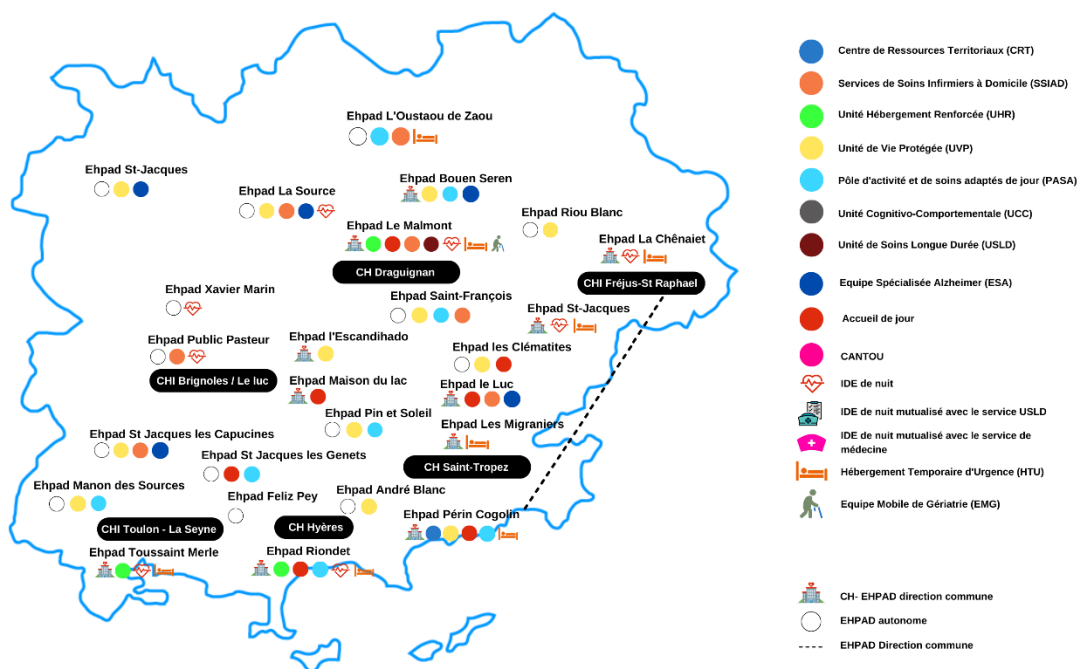 Ehpad L'Oustaou de Zaou
Ehpad St-Jacques
Ehpad La Source
Ehpad Bouen Seren
Ehpad Riou Blanc
Ehpad Le Malmont
Ehpad La Chênaiet
CH Draguignan
CHI Fréjus-St Raphael
Ehpad Xavier Marin
Ehpad Saint-François
Ehpad St-Jacques
Ehpad Public Pasteur
Ehpad l'Escandihado
Ehpad les Clématites
CHI Brignoles / Le luc
Ehpad Maison du lac
Ehpad le Luc
Ehpad Pin et Soleil
Ehpad Les Migraniers
Ehpad St Jacques les Capucines
Ehpad St Jacques les Genets
CH Saint-Tropez
Ehpad Manon des Sources
Ehpad Feliz Pey
Ehpad André Blanc
CHI Toulon - La Seyne
CH Hyères
Ehpad Périn Cogolin
Ehpad Toussaint Merle
Ehpad Riondet
Centre de Ressources Territoriaux (CRT)
Services de Soins Infirmiers à Domicile (SSIAD)
Unité Hébergement Renforcée (UHR)
Unité de Vie Protégée (UVP)
Pôle d'activité et de soins adaptés de jour (PASA)
Unité Cognitivo-Comportementale (UCC)
Unité de Soins Longue Durée (USLD)
Equipe Spécialisée Alzheimer (ESA)
Accueil de jour
CANTOU
IDE de nuit
IDE de nuit mutualisé avec le service USLD
IDE de nuit mutualisé avec le service de
médecine
Hébergement Temporaire d'Urgence (HTU)
Equipe Mobile de Gériatrie (EMG)
CH- EHPAD direction commune
EHPAD autonome
EHPAD Direction commune